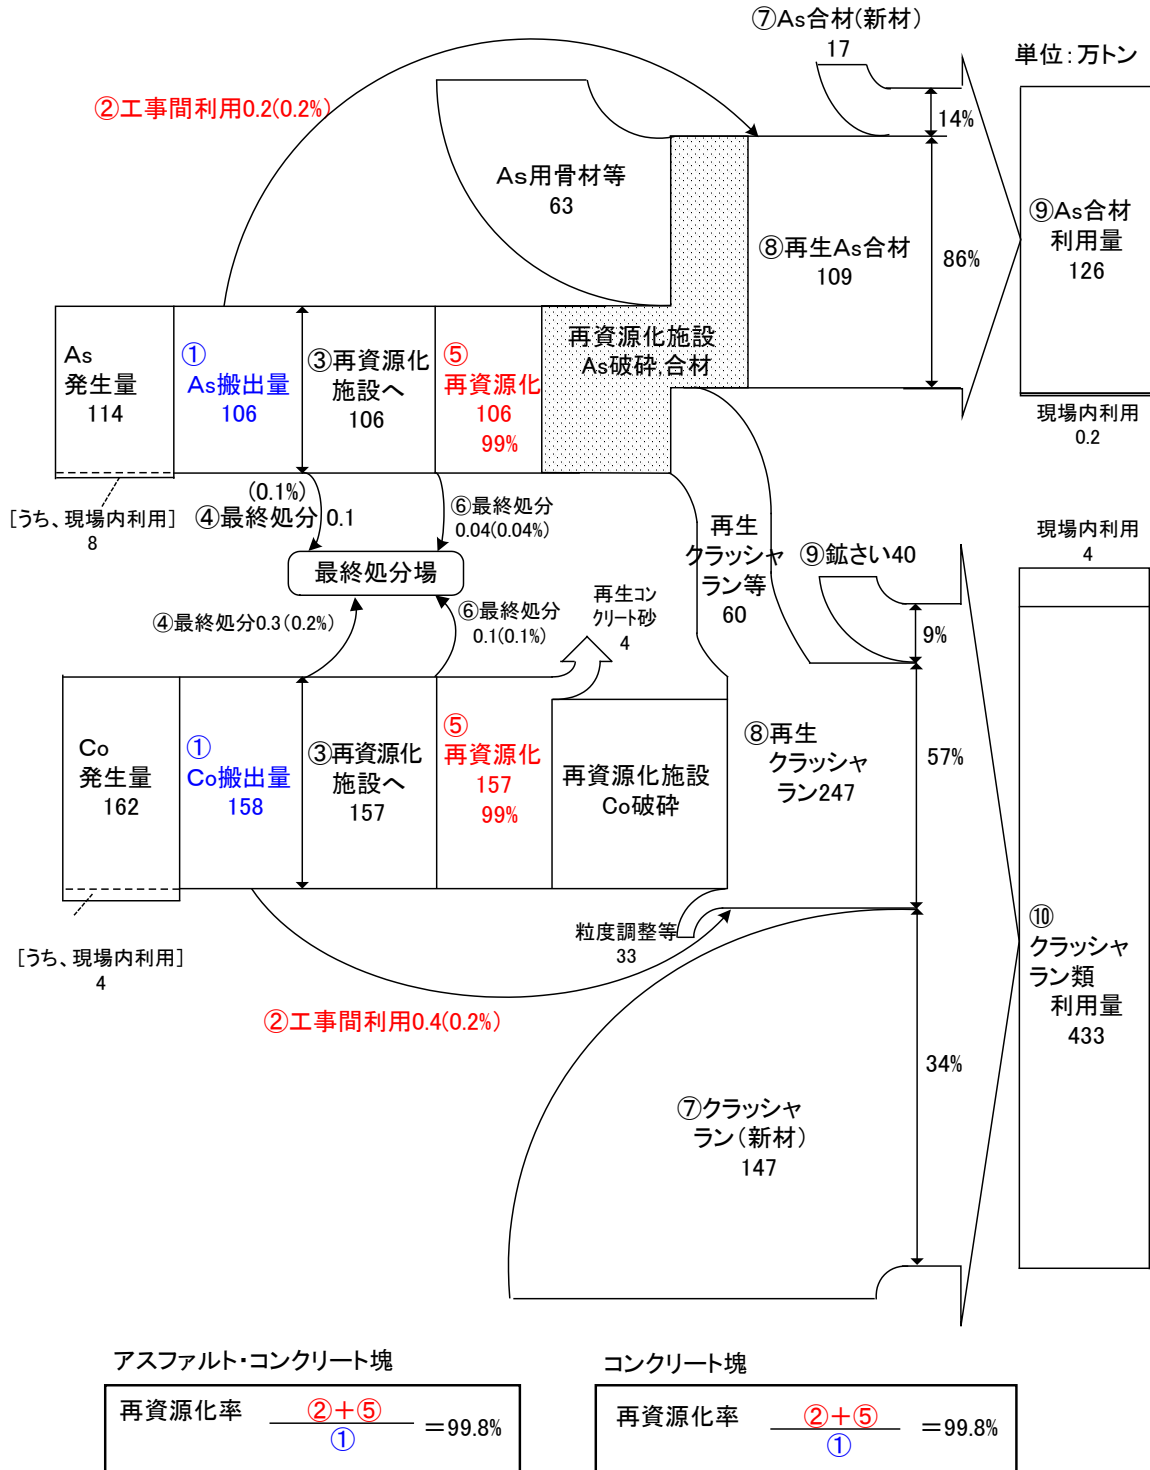 ⑦As合材(新材)
17
単位：万トン
②工事間利用0.2(0.2%)
14%
As用骨材等
63
⑧再生As合材
109
86%
⑨As合材
利用量
126
As
発生量
114
①
As搬出量
106
③再資源化
施設へ
106
⑤
再資源化
106
99%
再資源化施設
As破砕,合材
現場内利用
0.2
[うち、現場内利用]
8
(0.1%)
④最終処分 0.1
⑥最終処分
0.04(0.04%)
最終処分場
④最終処分0.3(0.2%)
⑥最終処分
0.1(0.1%)
再生コン
クリート砂
4
再生
クラッシャ
ラン等
60
⑨鉱さい40
9%
現場内利用
4
Co
発生量
162
①
Co搬出量
158
③再資源化
施設へ
157
⑤
再資源化
157
99%
再資源化施設
Co破砕
⑧再生
クラッシャ
ラン247
57%
[うち、現場内利用]
4
粒度調整等
33
②工事間利用0.4(0.2%)
⑩
クラッシャ
ラン類
利用量
433
34%
⑦クラッシャ
ラン（新材）
147
アスファルト・コンクリート塊
再資源化率 ②＋⑤
① ＝99.8%
コンクリート塊
再資源化率 ②＋⑤
① ＝99.8%